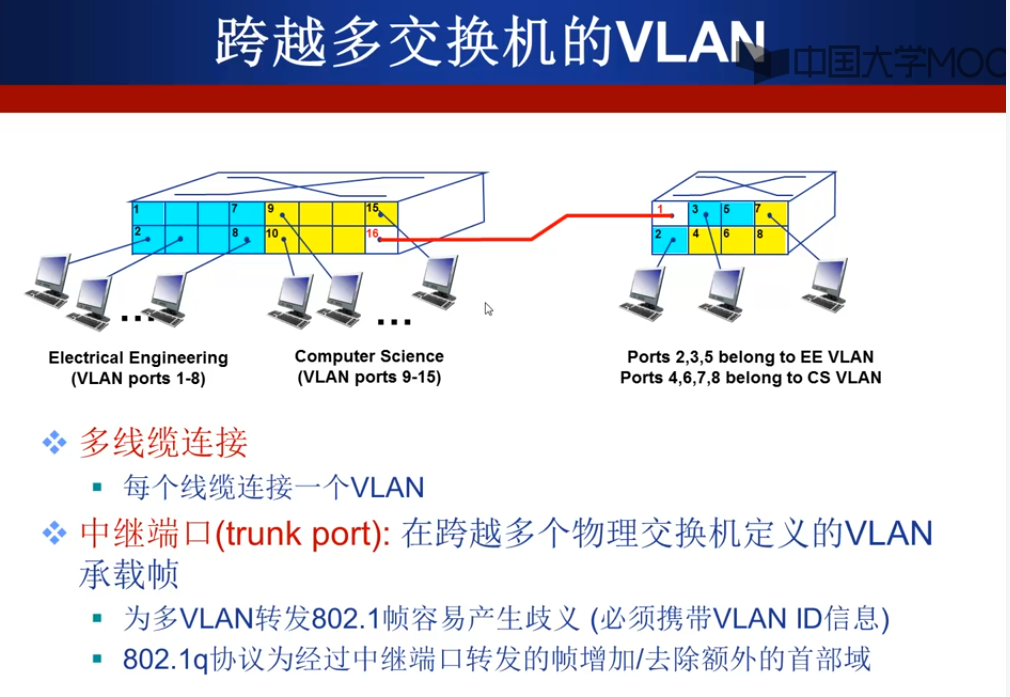 跨越多交换机的VLAN
中国大学MOC
1 7 9 15
2 8 10 16
1 3 5 7
2 4 6 8
...
...
Electrical Engineering
(VLAN ports 1-8)
Computer Science
(VLAN ports 9-15)
Ports 2,3,5 belong to EE VLAN
Ports 4,6,7,8 belong to CS VLAN
多线缆连接
每个线缆连接一个VLAN
中继端口(trunk port): 在跨越多个物理交换机定义的VLAN
承载帧
为多VLAN转发802.1帧容易产生歧义 (必须携带VLAN ID信息)
802.1q协议为经过中继端口转发的帧增加/去除额外的首部域